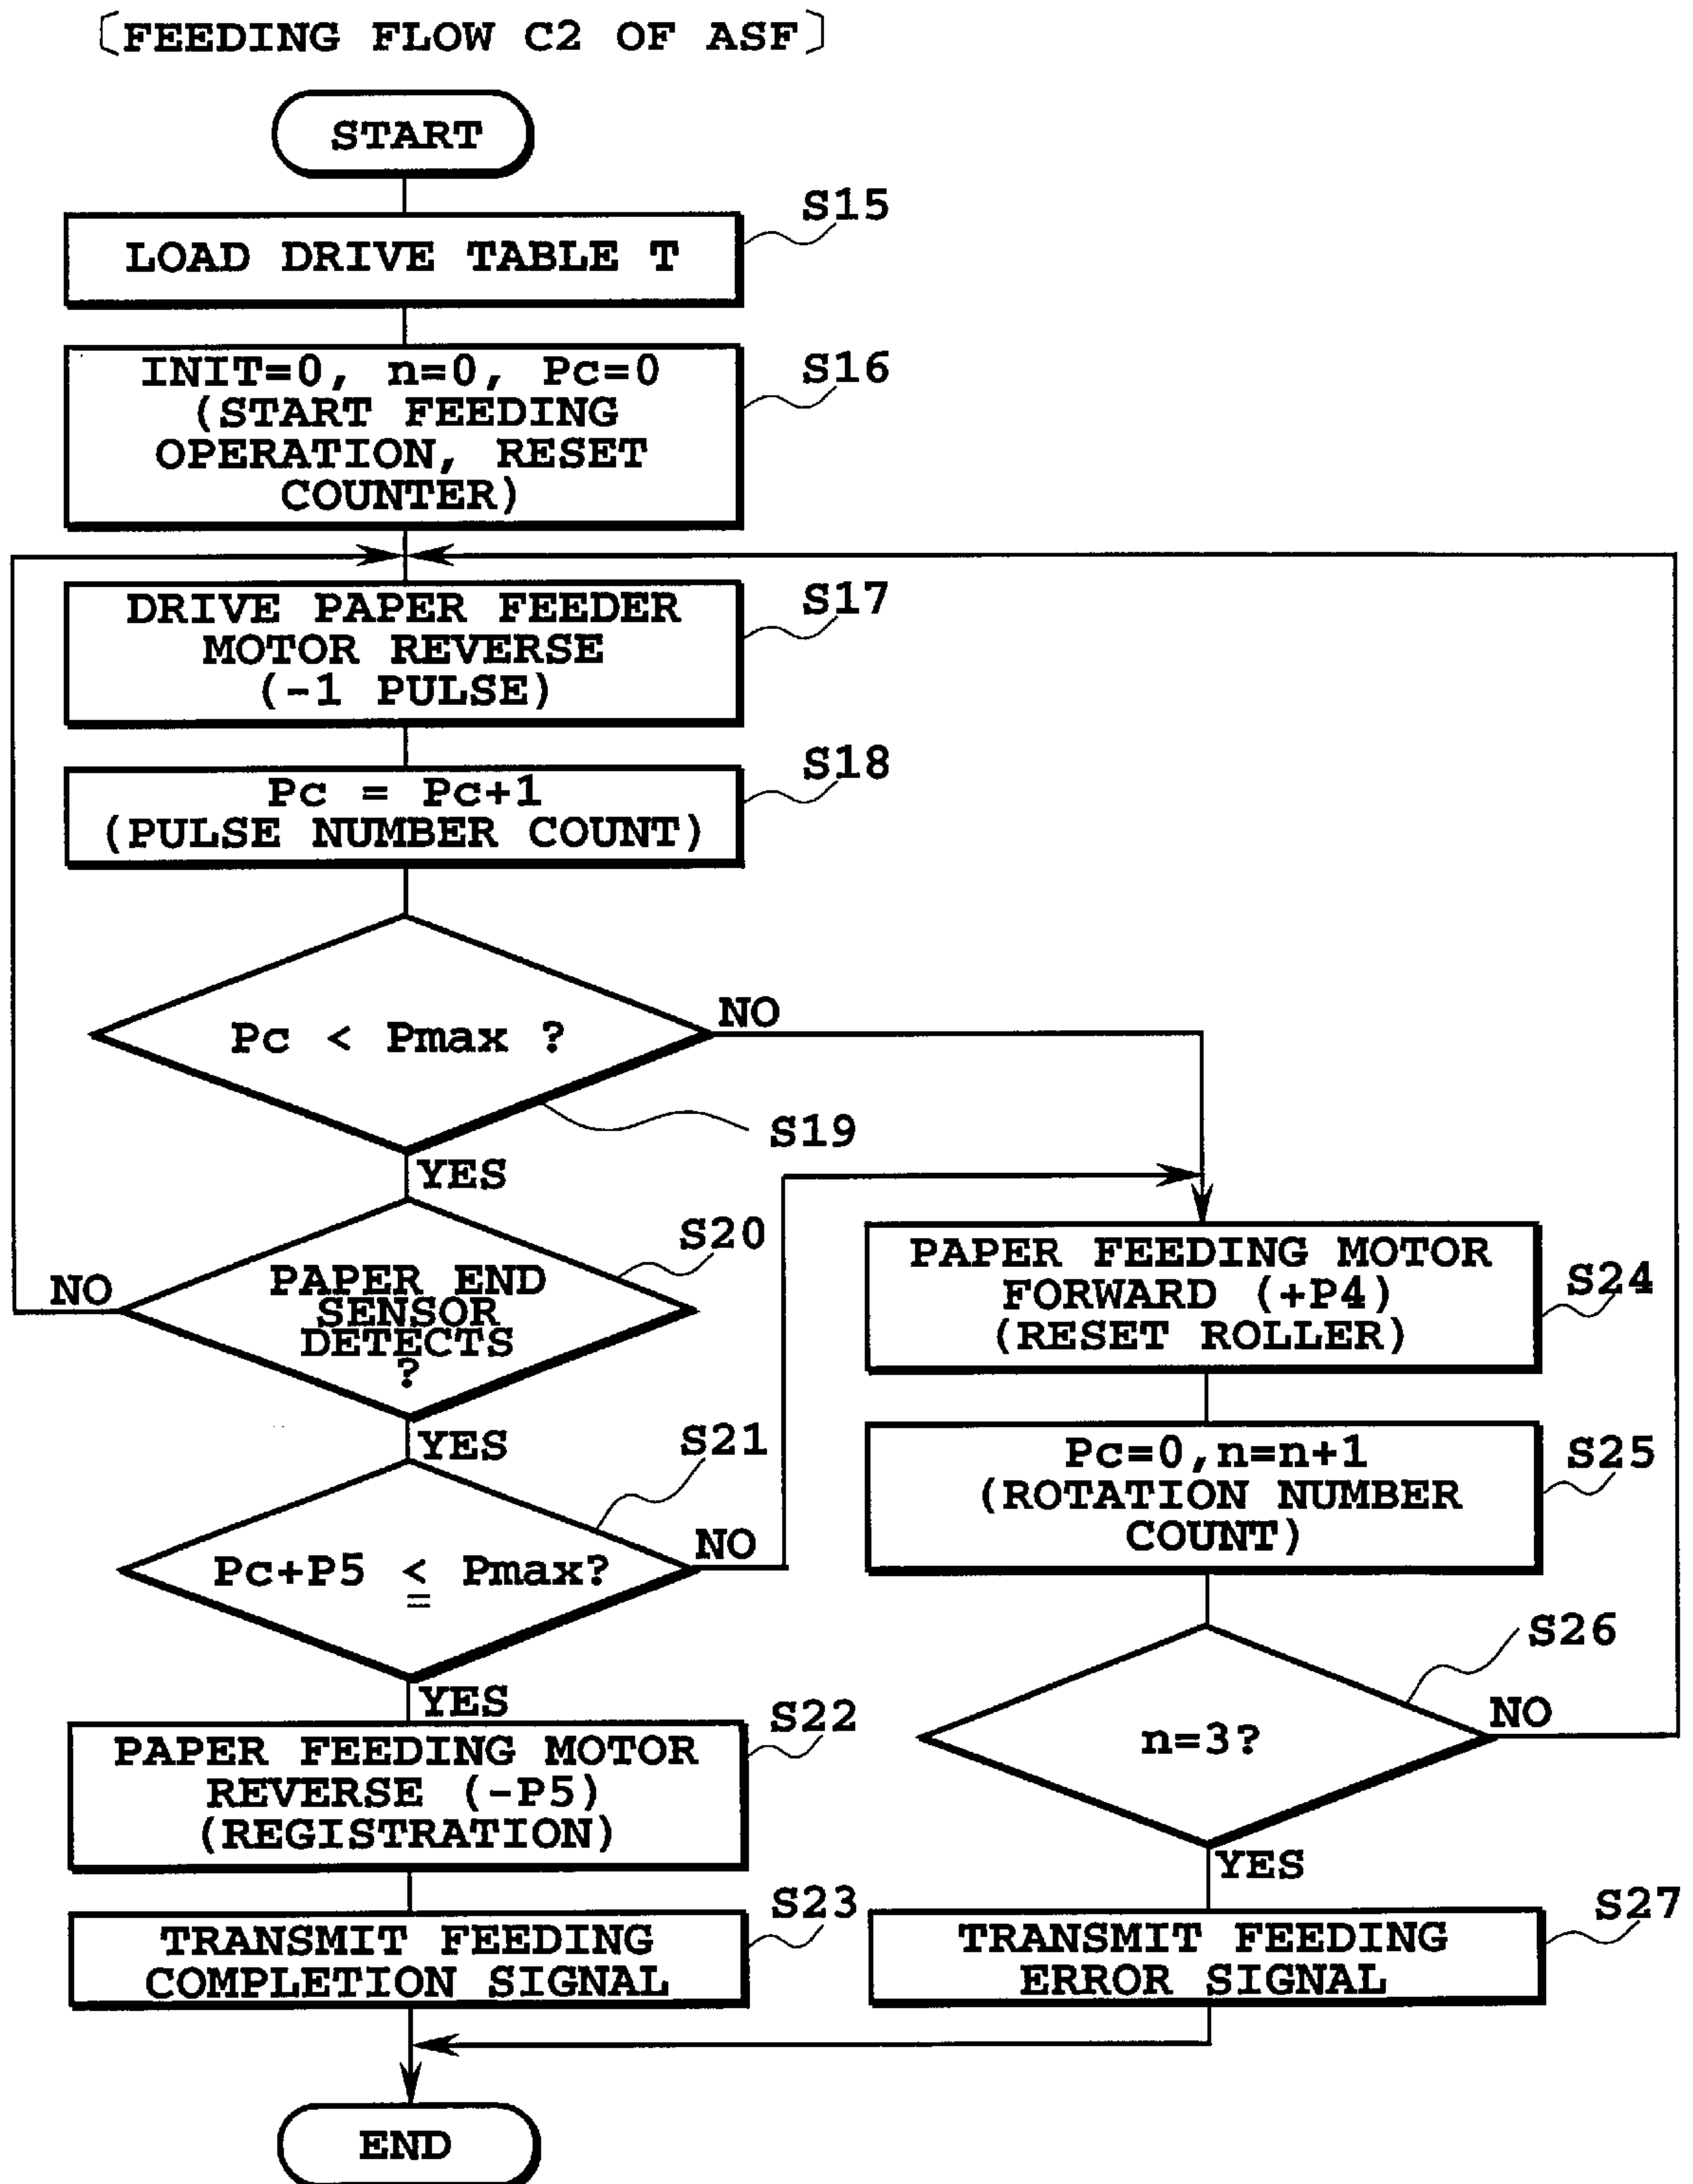 [FEEDING FLOW C2 OF ASF]
START
S15
LOAD DRIVE TABLE T
S16
INIT=0, n=0, Pc=0
(START FEEDING
OPERATION, RESET
COUNTER)
S17
DRIVE PAPER FEEDER
MOTOR REVERSE
(-1 PULSE)
S18
Pc = Pc+1
(PULSE NUMBER COUNT)
Pc < Pmax ?
NO
S19
YES
S20
PAPER END
SENSOR
DETECTS
?
NO
YES
S21
Pc+P5 ≦ Pmax?
NO
YES
S22
PAPER FEEDING MOTOR
REVERSE (-P5)
(REGISTRATION)
S23
TRANSMIT FEEDING
COMPLETION SIGNAL
S24
PAPER FEEDING MOTOR
FORWARD (+P4)
(RESET ROLLER)
S25
Pc=0,n=n+1
(ROTATION NUMBER
COUNT)
S26
n=3?
NO
YES
S27
TRANSMIT FEEDING
ERROR SIGNAL
END